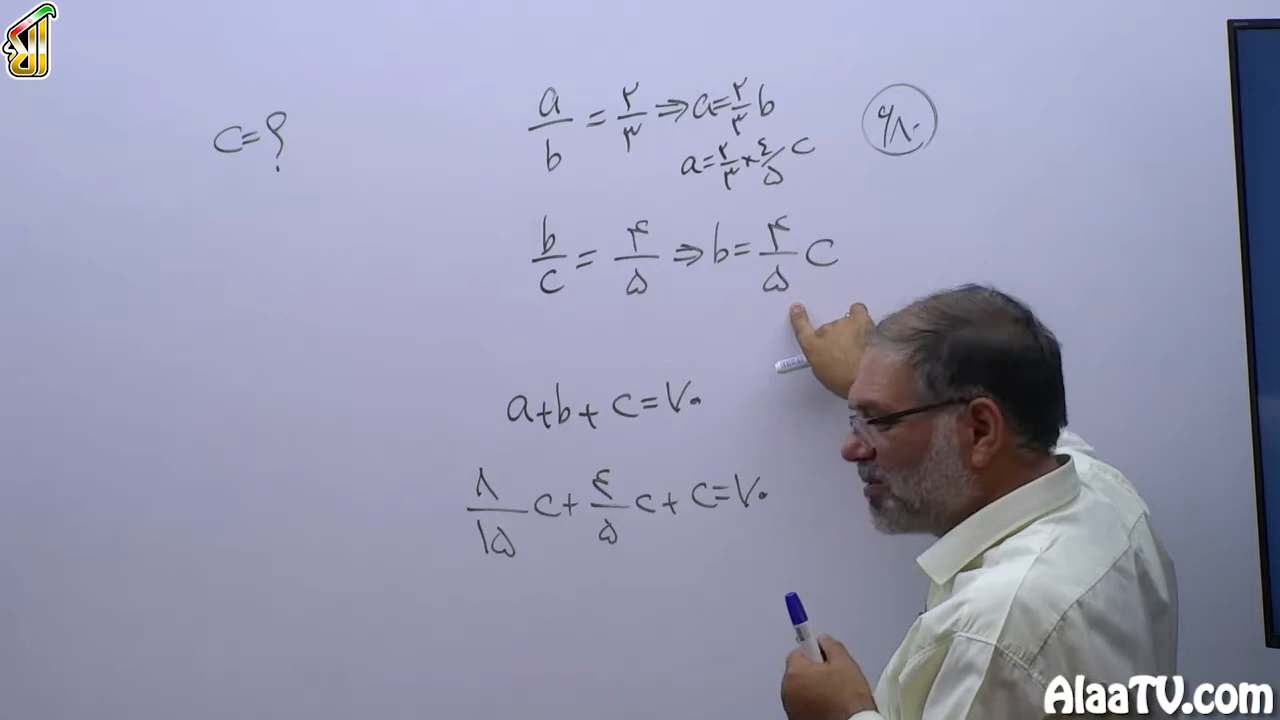 c=?
a/b = ۲/۳ ⇒ a=۲/۳ b
a=۲/۳ × ۴/۵ c
b/c = ۴/۵ ⇒ b=۴/۵ C
a+b+c=۷۰
۸/۱۵ c+ ۴/۵ c+ c=۷۰
AlaaTV.com